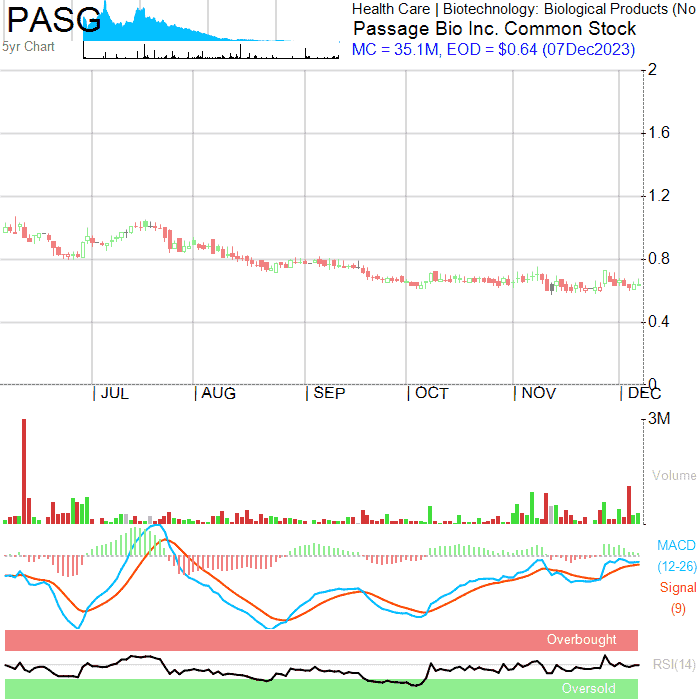 PASG
5yr Chart
Health Care | Biotechnology: Biological Products (No
Passage Bio Inc. Common Stock
MC = 35.1M, EOD = $0.64 (07Dec2023)
2
1.6
1.2
0.8
0.4
0
| JUL | AUG | SEP | OCT | NOV | DEC
3M
Volume
MACD
(12-26)
Signal
(9)
Overbought
RSI(14)
Oversold